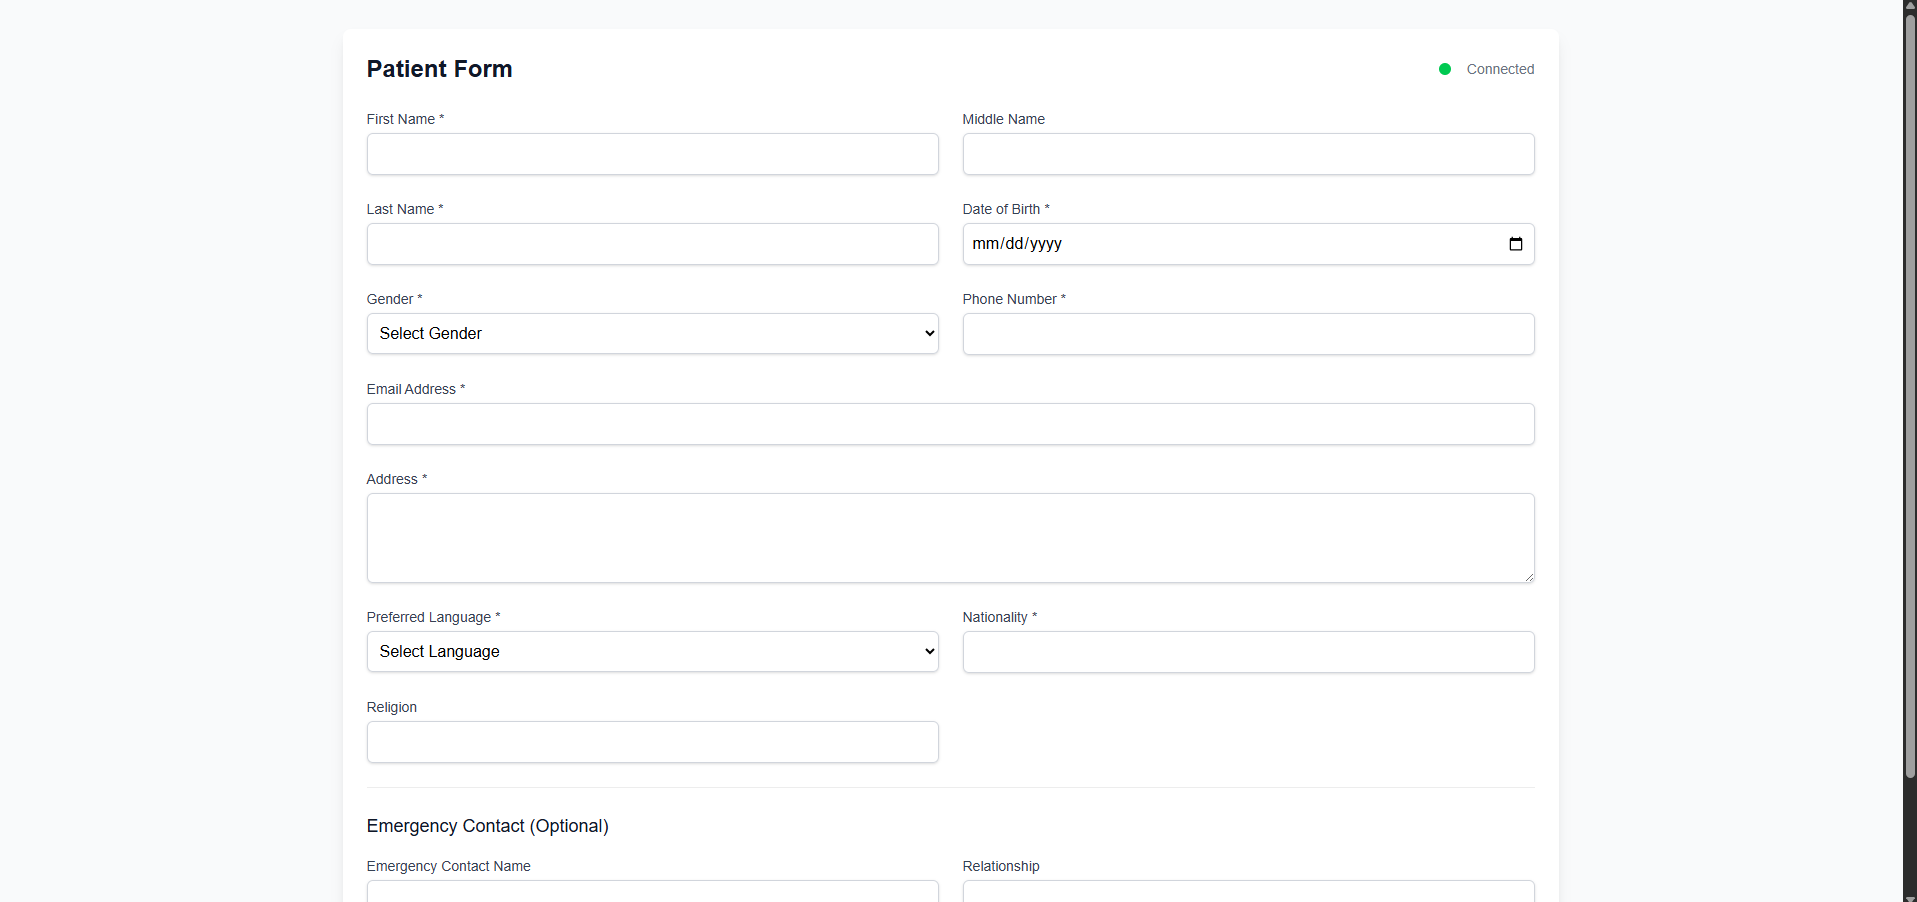 Patient Form
Connected
First Name *
Middle Name
Last Name *
Date of Birth *
mm/dd/yyyy
Gender *
Phone Number *
Select Gender
Email Address *
Address *
Preferred Language *
Nationality *
Select Language
Religion
Emergency Contact (Optional)
Emergency Contact Name
Relationship